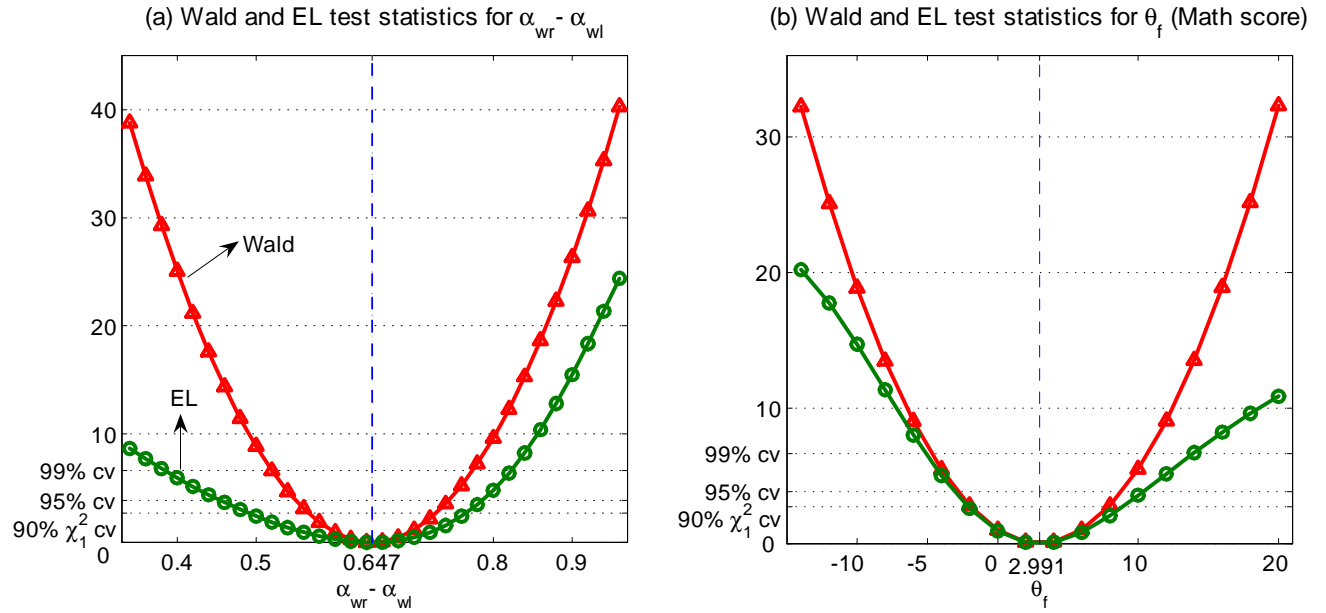 (a) Wald and EL test statistics for α_wr - α_wl
40
30
Wald
20
EL
10
99% cv
95% cv
90% χ₁² cv
0
0.4 0.5 0.647 0.8 0.9
α_wr - α_wl
(b) Wald and EL test statistics for θ_f (Math score)
30
20
10
99% cv
95% cv
90% χ₁² cv
0
-10 -5 0 2.991 10 20
θ_f